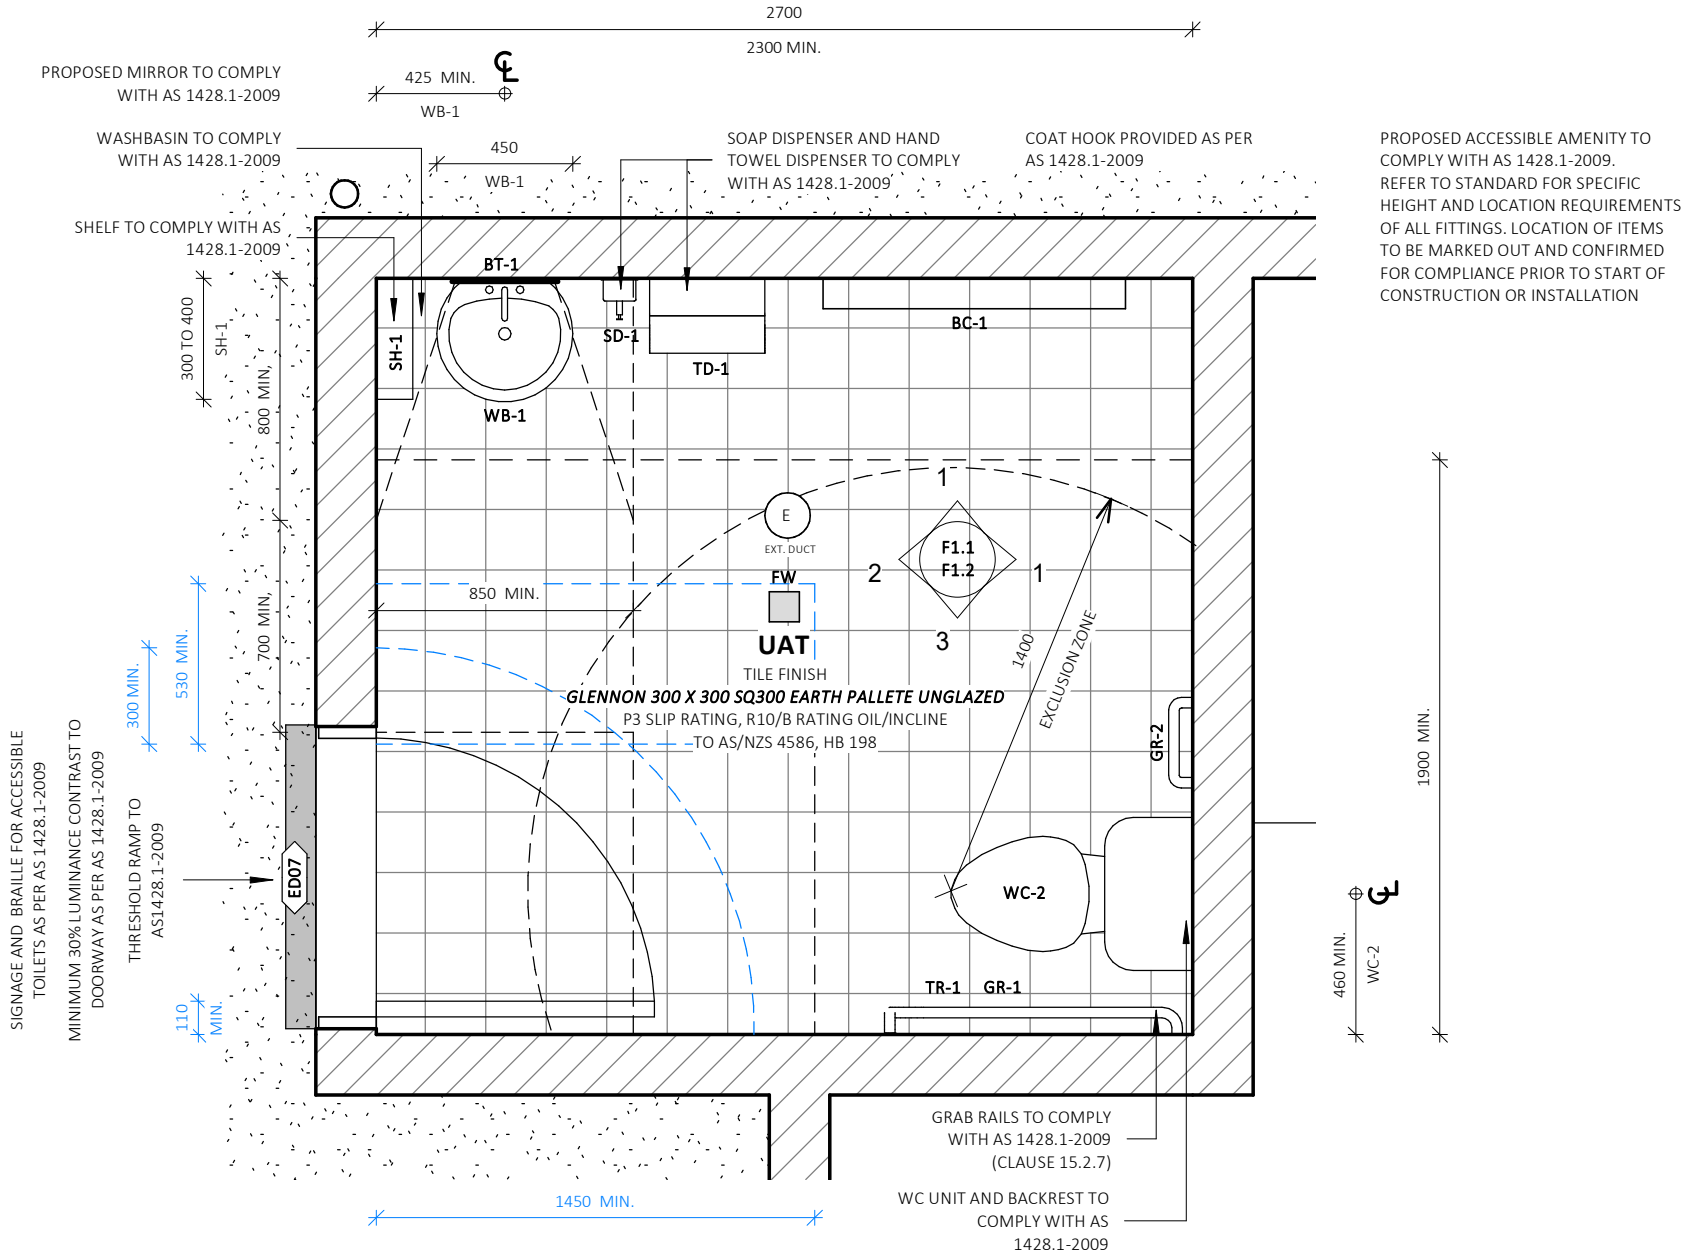 2700
2300 MIN.
PROPOSED MIRROR TO COMPLY
WITH AS 1428.1-2009
425 MIN.
WB-1
WASHBASIN TO COMPLY
WITH AS 1428.1-2009
450
WB-1
SOAP DISPENSER AND HAND
TOWEL DISPENSER TO COMPLY
WITH AS 1428.1-2009
COAT HOOK PROVIDED AS PER
AS 1428.1-2009
PROPOSED ACCESSIBLE AMENITY TO
COMPLY WITH AS 1428.1-2009.
REFER TO STANDARD FOR SPECIFIC
HEIGHT AND LOCATION REQUIREMENTS
OF ALL FITTINGS. LOCATION OF ITEMS
TO BE MARKED OUT AND CONFIRMED
FOR COMPLIANCE PRIOR TO START OF
CONSTRUCTION OR INSTALLATION
SHELF TO COMPLY WITH AS
1428.1-2009
BT-1
300 TO 400
SH-1
800 MIN.
SH-1
WB-1
SD-1
TD-1
BC-1
1
E
EXT. DUCT
FW
F1.1
F1.2
2
1
3
850 MIN.
700 MIN.
530 MIN.
300 MIN.
UAT
TILE FINISH
GLENNON 300 X 300 SQ300 EARTH PALLETE UNGLAZED
P3 SLIP RATING, R10/B RATING OIL/INCLINE
TO AS/NZS 4586, HB 198
1400
EXCLUSION ZONE
GR-2
1900 MIN.
SIGNAGE AND BRAILLE FOR ACCESSIBLE
TOILETS AS PER AS 1428.1-2009
MINIMUM 30% LUMINANCE CONTRAST TO
DOORWAY AS PER AS 1428.1-2009
THRESHOLD RAMP TO
AS1428.1-2009
ED07
WC-2
460 MIN.
WC-2
110
MIN.
TR-1
GR-1
GRAB RAILS TO COMPLY
WITH AS 1428.1-2009
(CLAUSE 15.2.7)
1450 MIN.
WC UNIT AND BACKREST TO
COMPLY WITH AS
1428.1-2009